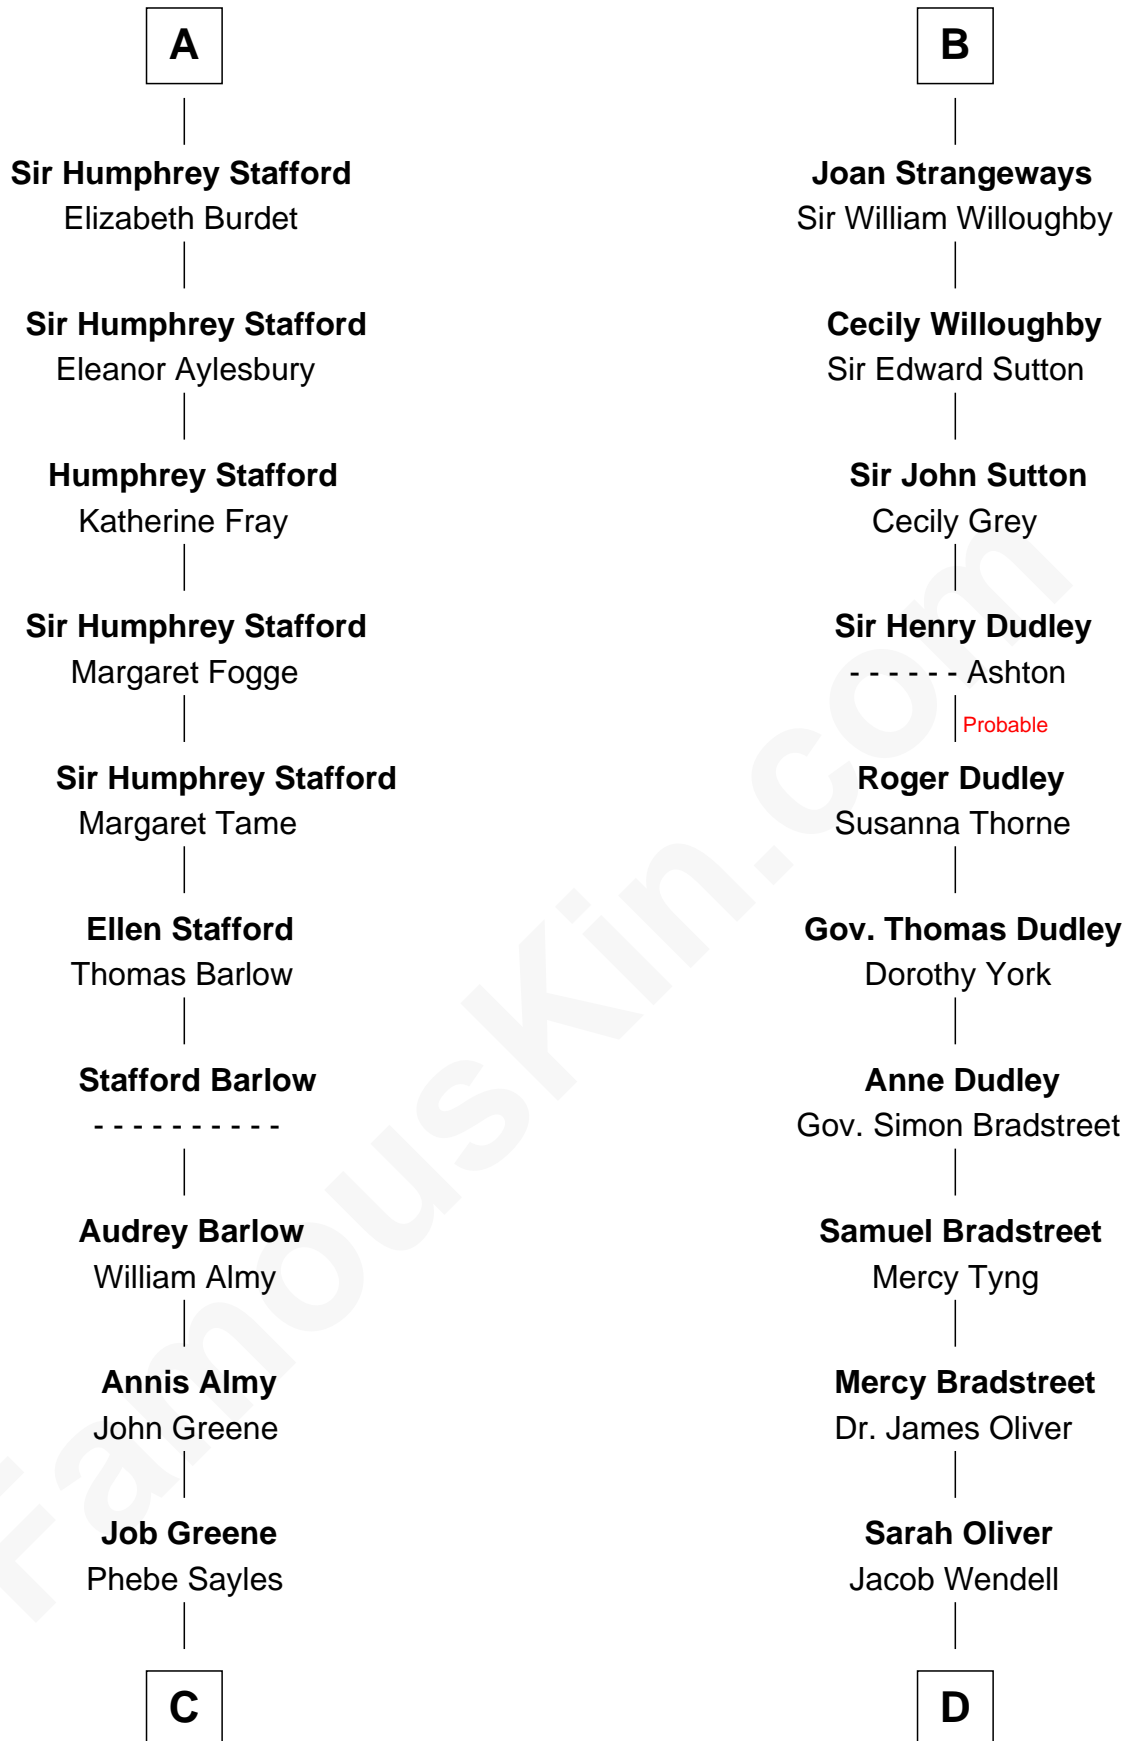 A
Sir Humphrey Stafford
Elizabeth Burdet
Sir Humphrey Stafford
Eleanor Aylesbury
Humphrey Stafford
Katherine Fray
Sir Humphrey Stafford
Margaret Fogge
Sir Humphrey Stafford
Margaret Tame
Ellen Stafford
Thomas Barlow
Stafford Barlow
- - - - - - - - - -
Audrey Barlow
William Almy
Annis Almy
John Greene
Job Greene
Phebe Sayles
C
B
Joan Strangeways
Sir William Willoughby
Cecily Willoughby
Sir Edward Sutton
Sir John Sutton
Cecily Grey
Sir Henry Dudley
- - - - - - Ashton
Probable
Roger Dudley
Susanna Thorne
Gov. Thomas Dudley
Dorothy York
Anne Dudley
Gov. Simon Bradstreet
Samuel Bradstreet
Mercy Tyng
Mercy Bradstreet
Dr. James Oliver
Sarah Oliver
Jacob Wendell
D
FamousKin.com